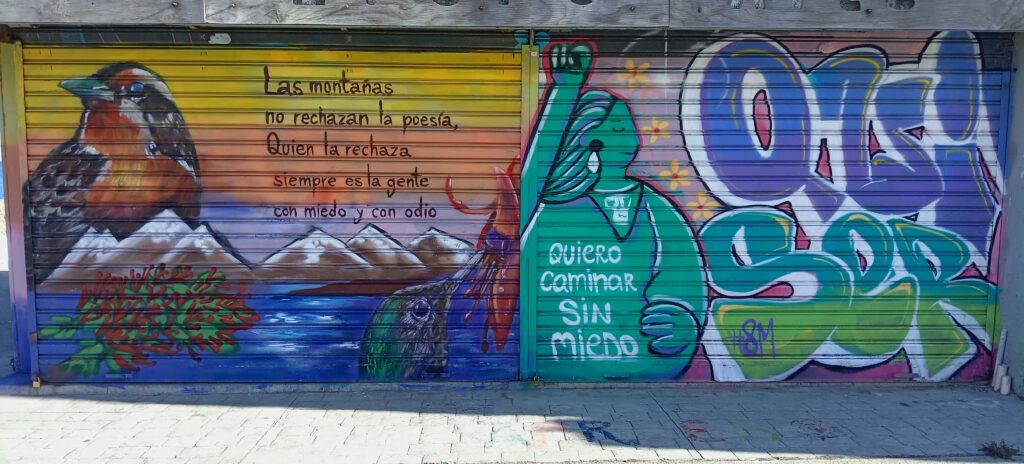 Las montañas
no rechazan la poesía,
Quien la rechaza
siempre es la gente
con miedo y con odio
QUIERO
CAMINAR
SIN
MIEDO
SER
#8M